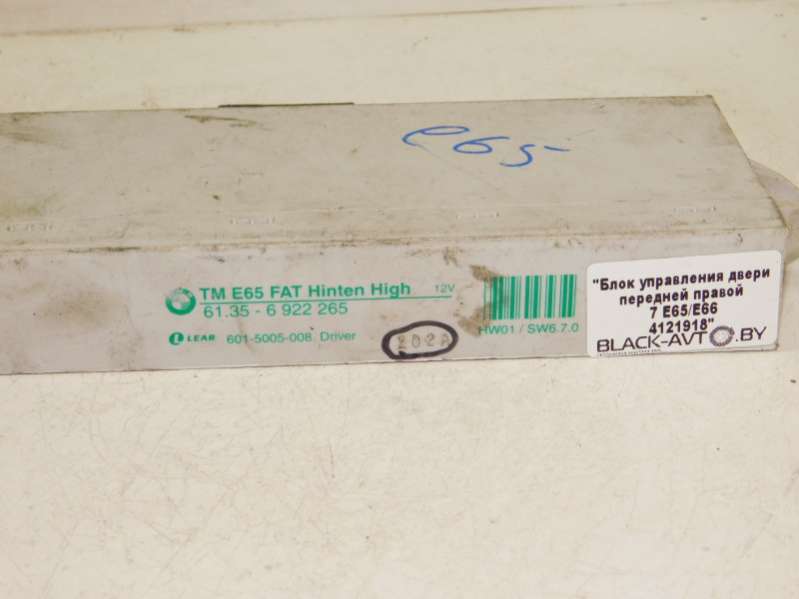 e65
TM E65 FAT Hinten High 12V
61.35 - 6 922 265
LEAR 601-5005-008 Driver
202A
HW01 / SW6.7.0
"Блок управления двери
передней правой
7 E65/E66
4121918"
BLACK-AVTO.BY